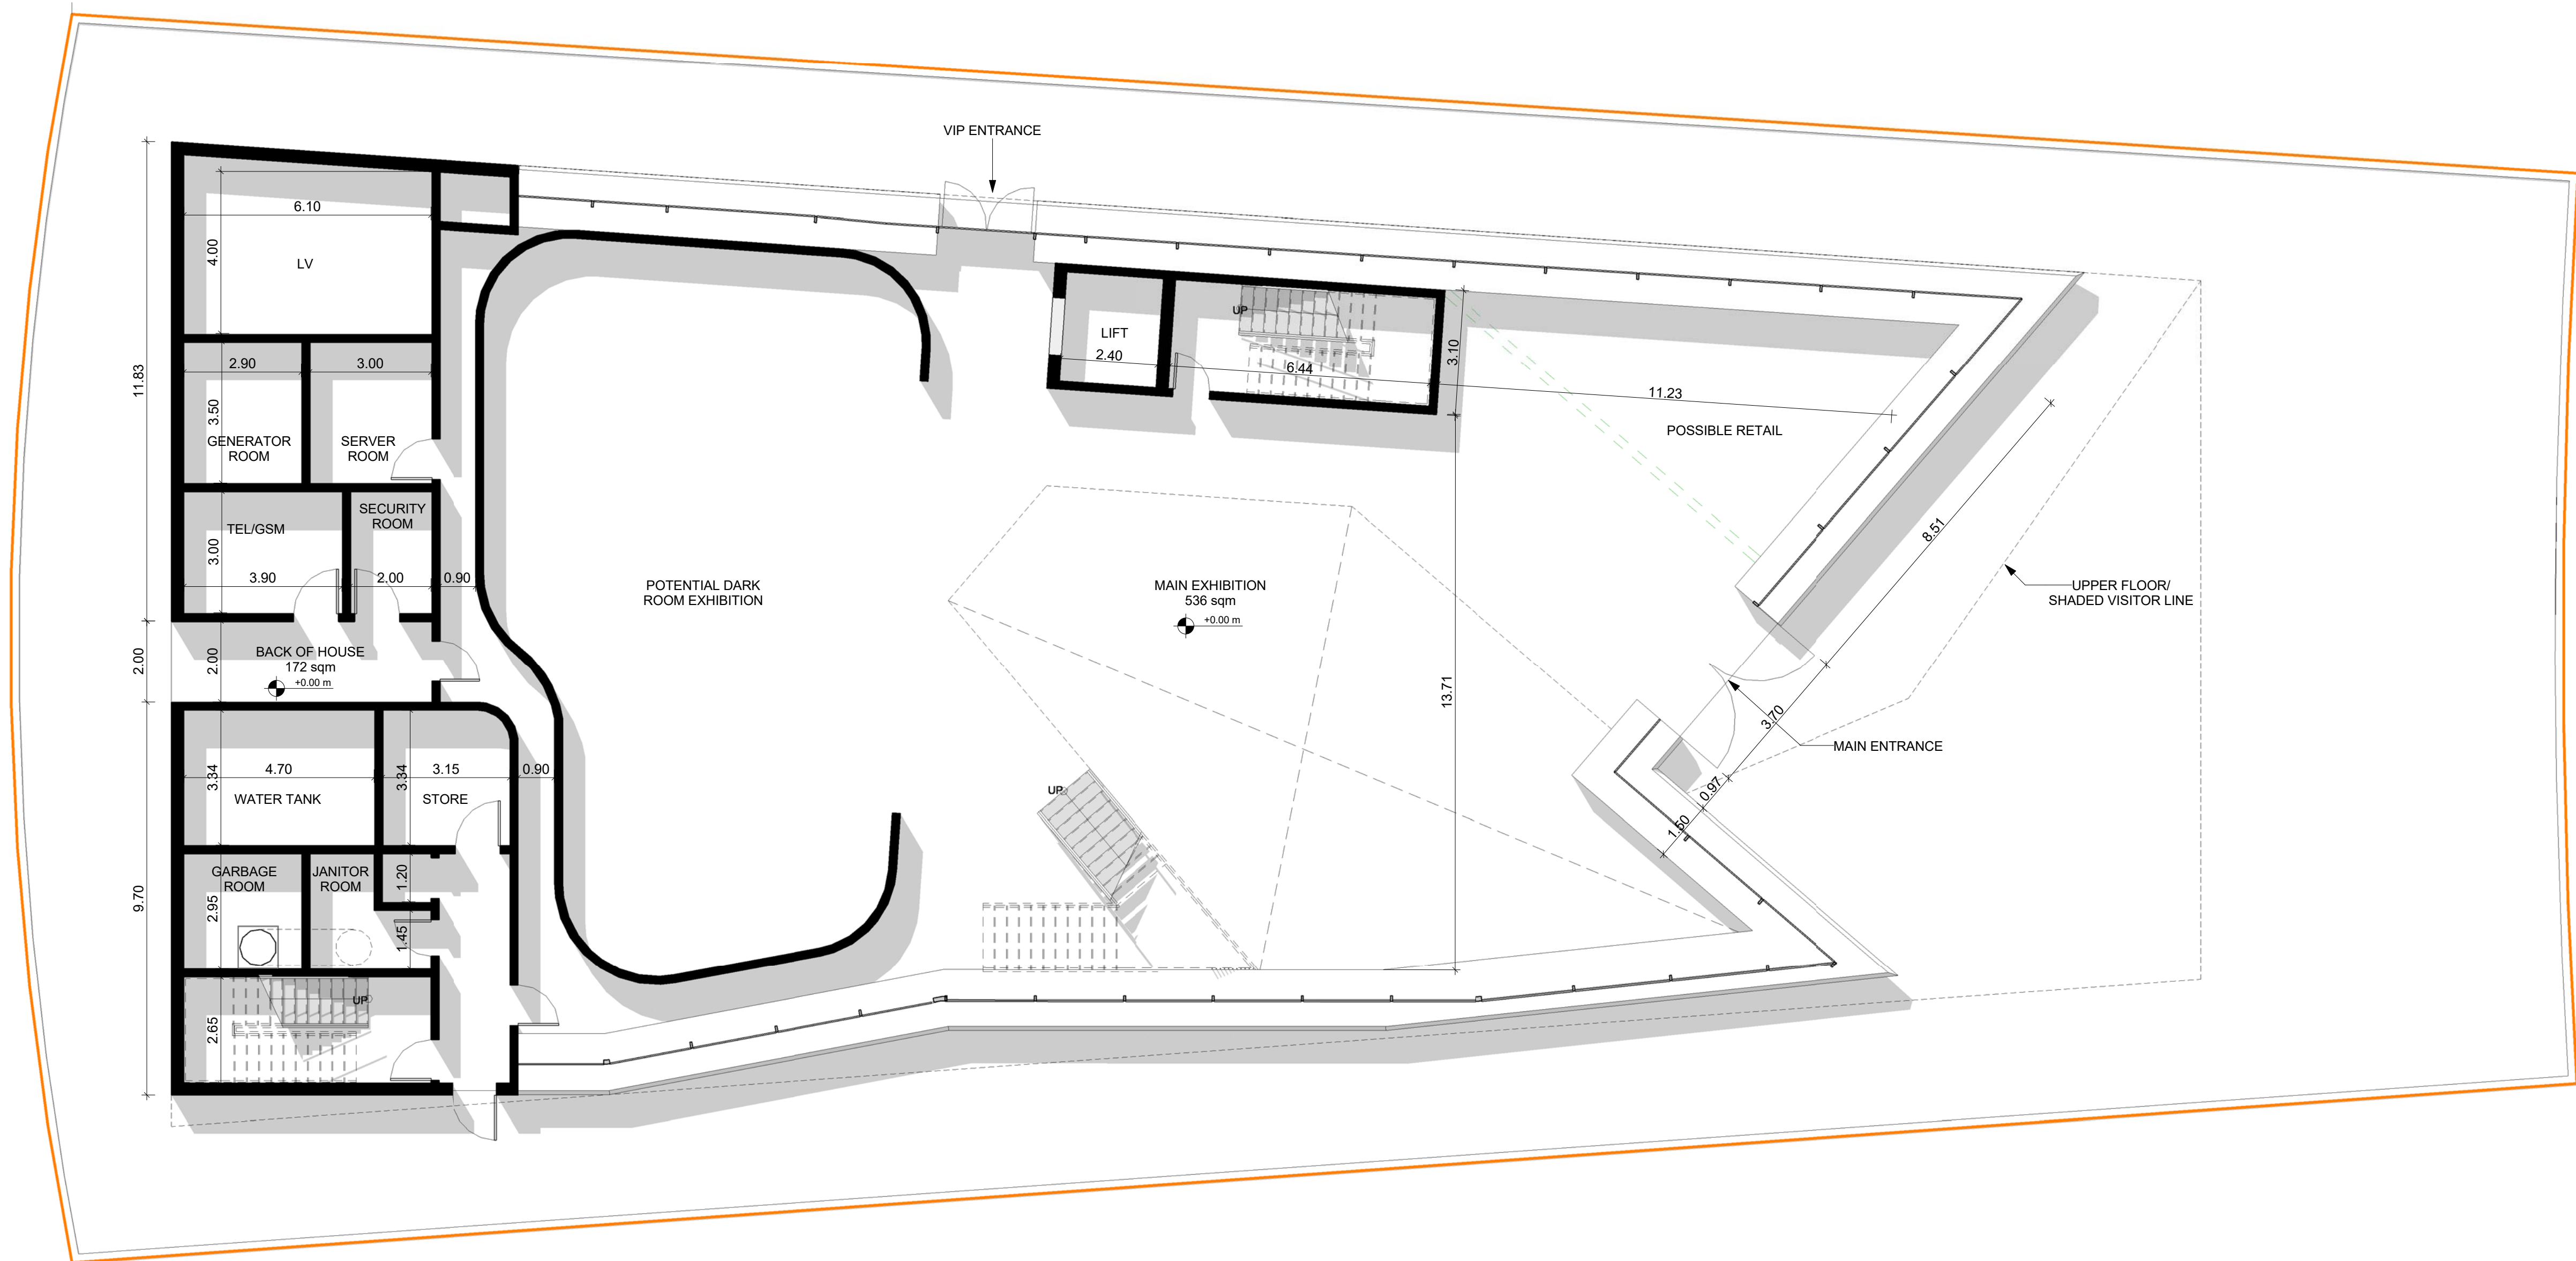 VIP ENTRANCE
6.10
4.00
LV
UP
LIFT
2.40
6.44
3.10
11.23
11.83
2.90
3.00
3.50
GENERATOR
ROOM
SERVER
ROOM
POSSIBLE RETAIL
SECURITY
ROOM
TEL/GSM
3.00
3.90
2.00
0.90
8.51
POTENTIAL DARK
ROOM EXHIBITION
MAIN EXHIBITION
536 sqm
+0.00 m
UPPER FLOOR/
SHADED VISITOR LINE
2.00
2.00
BACK OF HOUSE
172 sqm
+0.00 m
13.71
3.70
MAIN ENTRANCE
3.34
4.70
WATER TANK
3.34
3.15
STORE
0.90
UP
0.97
1.50
9.70
GARBAGE
ROOM
2.95
JANITOR
ROOM
1.20
1.45
UP
2.65